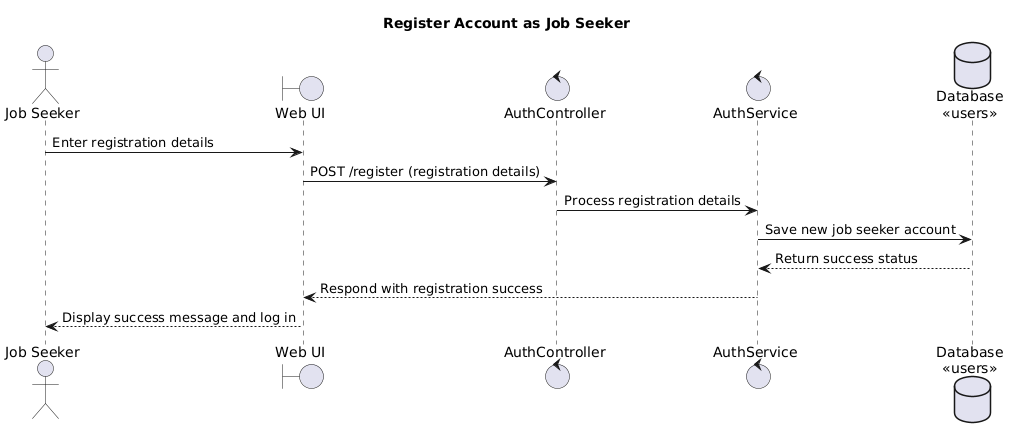 Register Account as Job Seeker
Job Seeker
Web UI
AuthController
AuthService
Database
«users»
Enter registration details
POST /register (registration details)
Process registration details
Save new job seeker account
Return success status
Respond with registration success
Display success message and log in
Job Seeker
Web UI
AuthController
AuthService
Database
«users»